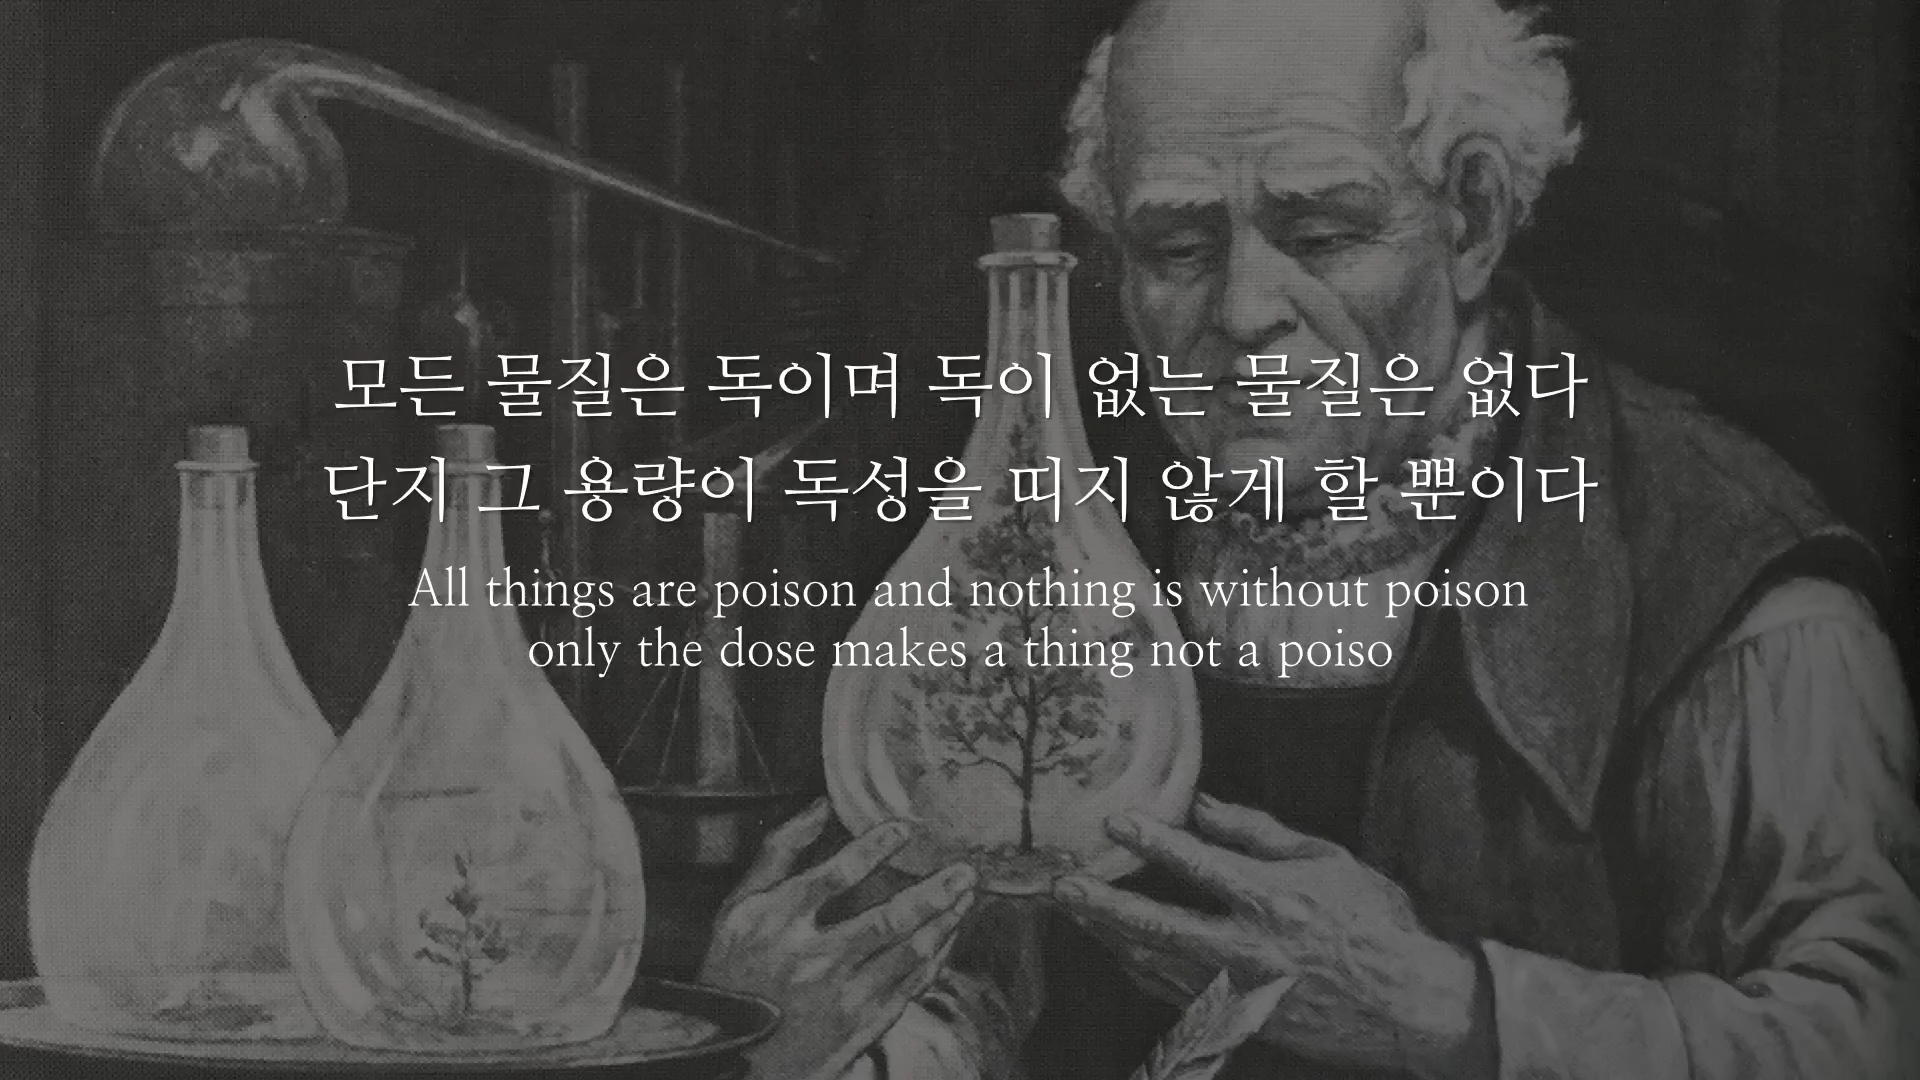 모든 물질은 독이며 독이 없는 물질은 없다
단지 그 용량이 독성을 띠지 않게 할 뿐이다
All things are poison and nothing is without poison
only the dose makes a thing not a poiso